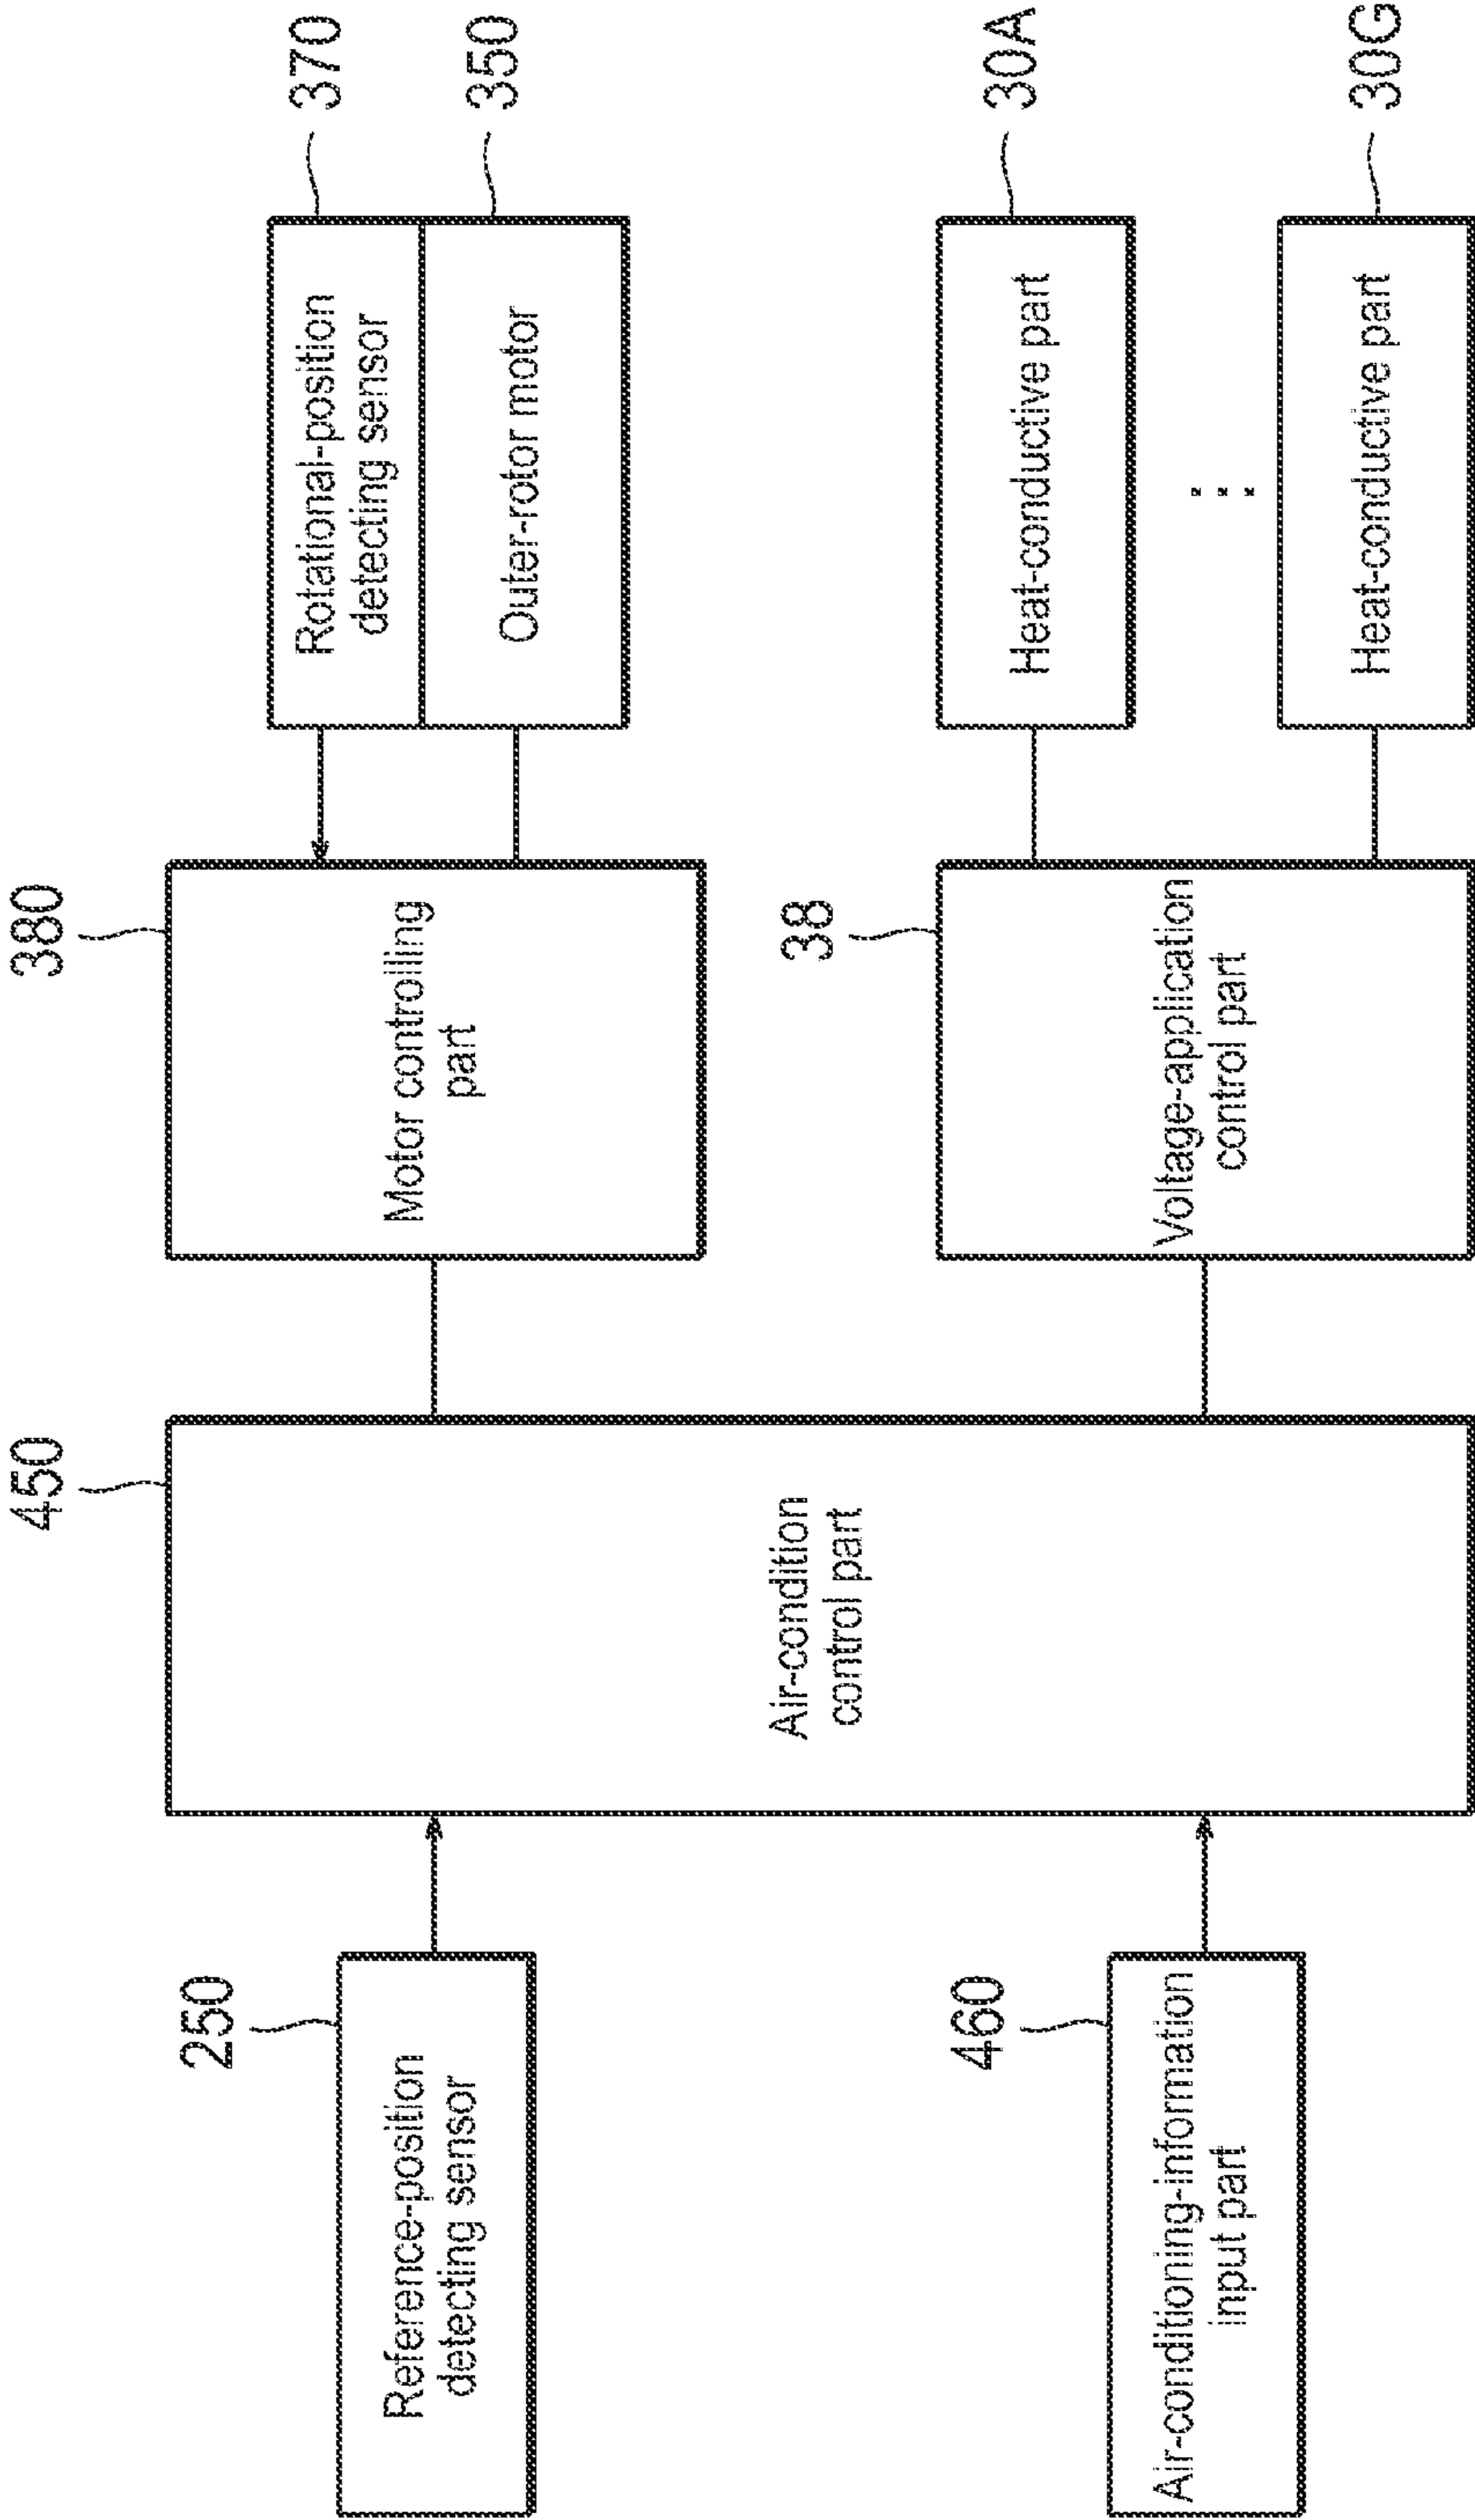 250
Reference-position
detecting sensor
460
Air-conditioning-information
input part
450
Air-condition
control part
380
Motor controlling
part
38
Voltage-application
control part
370
Rotational-position
detecting sensor
350
Outer-rotor motor
30A
Heat-conductive part
...
30G
Heat-conductive part